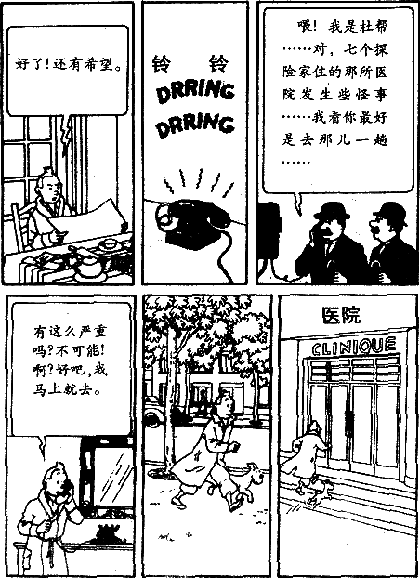 好了!还有希望。
铃 铃
DRRING
DRRING
喂!我是杜帮
……对,七个探
险家住的那所医
院发生些怪事
……我看你最好
是去那儿一趟
……
有这么严重
吗?不可能!
啊?好吧,我
马上就去。
医院
CLINIQUE